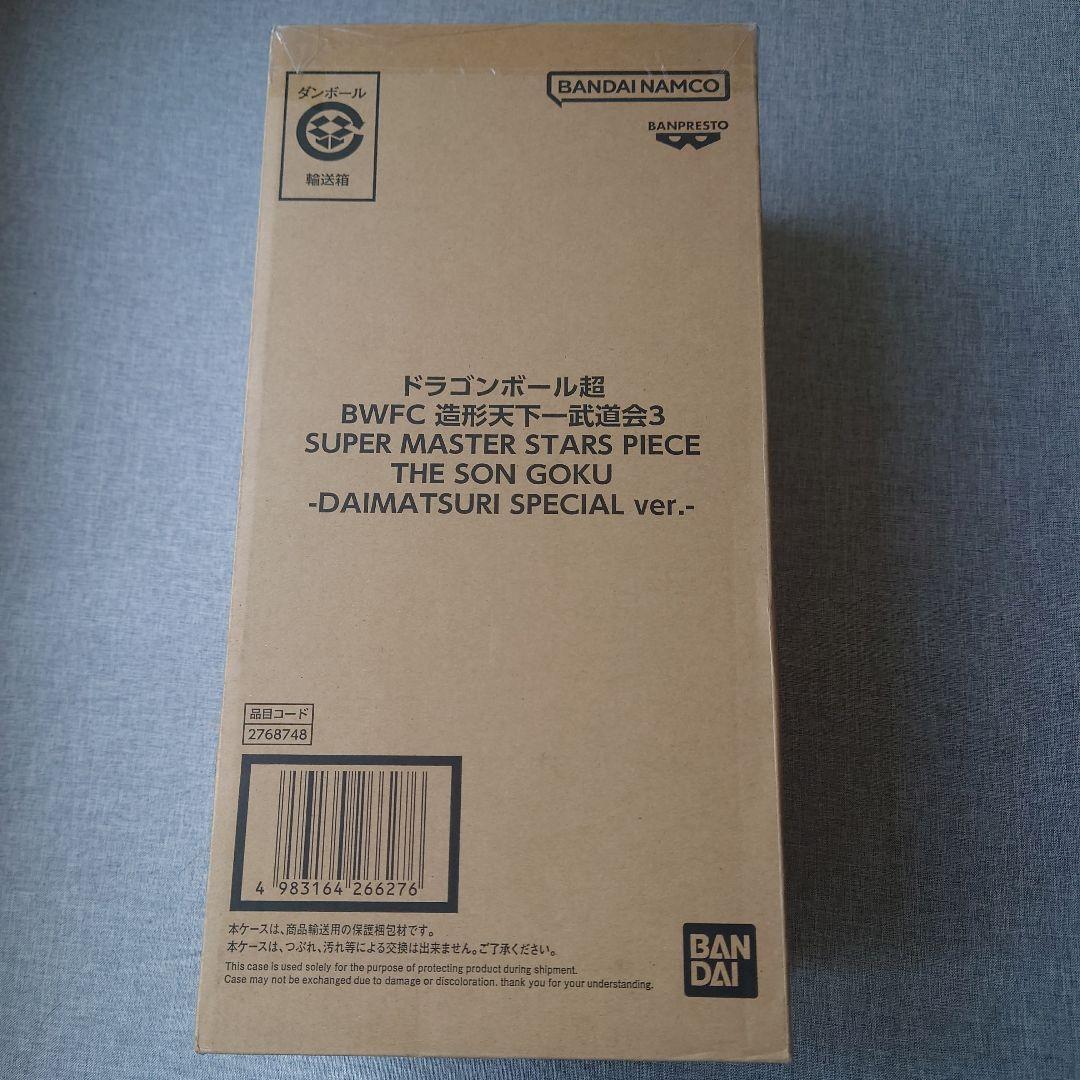 ダンボール
輸送箱
BANDAI NAMCO
BANPRESTO
ドラゴンボール超
BWFC 造形天下一武道会3
SUPER MASTER STARS PIECE
THE SON GOKU
-DAIMATSURI SPECIAL ver.-
品目コード
2768748
4 983164 266276
本ケースは、商品輸送用の保護梱包材です。
本ケースは、つぶれ、汚れ等による交換は出来ません。ご了承ください。
This case is used solely for the purpose of protecting product during shipment.
Case may not be exchanged due to damage or discoloration. thank you for your understanding.
BAN
DAI